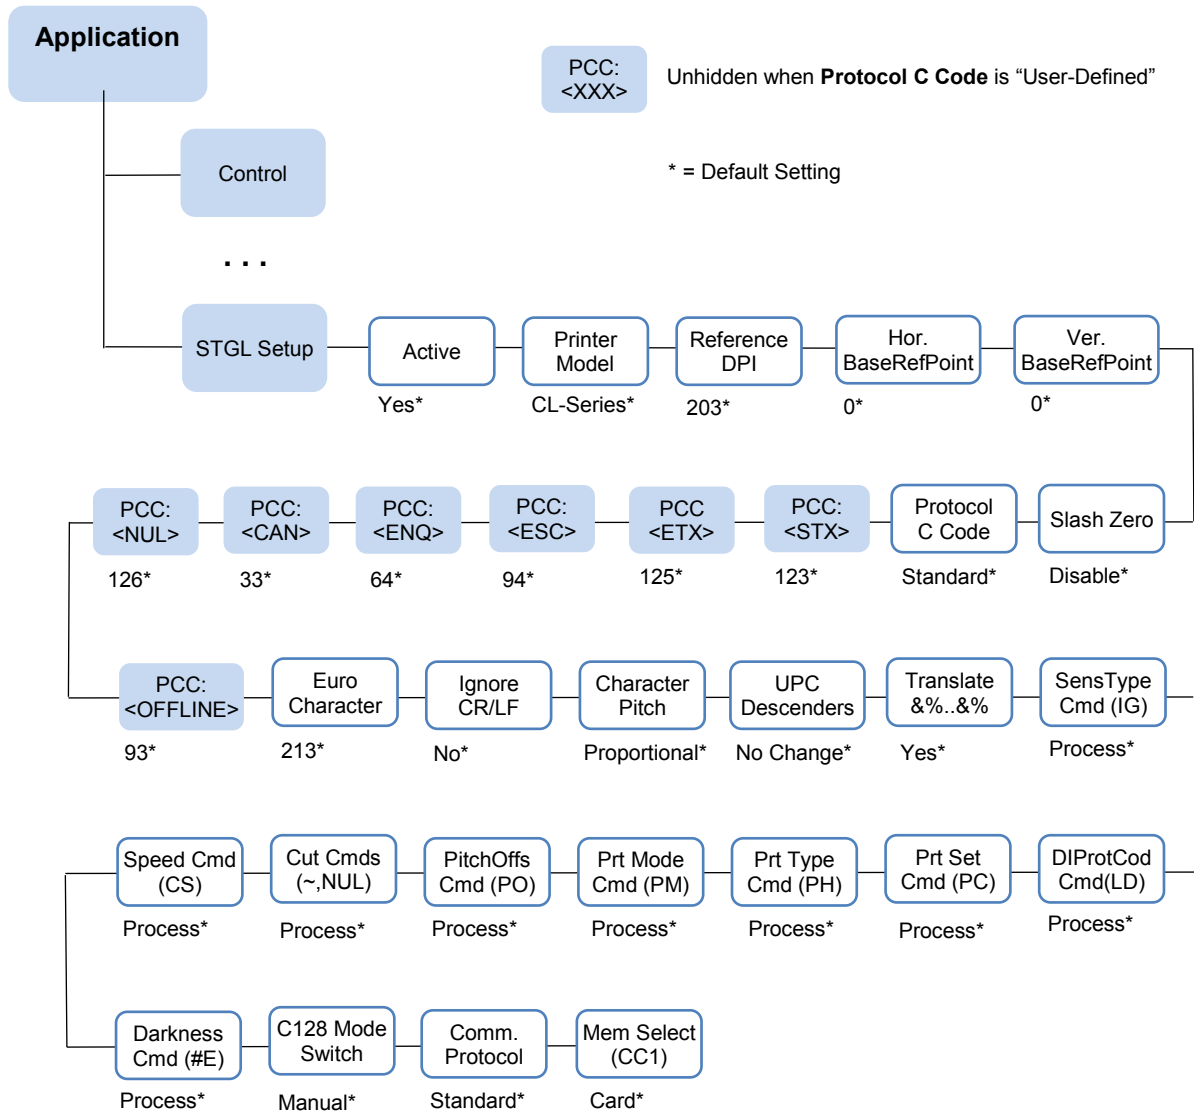 Application
PCC:
<XXX>
Unhidden when Protocol C Code is “User-Defined”
* = Default Setting
Control
. . .
STGL Setup
Active
Yes*
Printer
Model
CL-Series*
Reference
DPI
203*
Hor.
BaseRefPoint
0*
Ver.
BaseRefPoint
0*
PCC:
<NUL>
126*
PCC:
<CAN>
33*
PCC:
<ENQ>
64*
PCC:
<ESC>
94*
PCC
<ETX>
125*
PCC:
<STX>
123*
Protocol
C Code
Standard*
Slash Zero
Disable*
PCC:
<OFFLINE>
93*
Euro
Character
213*
Ignore
CR/LF
No*
Character
Pitch
Proportional*
UPC
Descenders
No Change*
Translate
&%..&%
Yes*
SensType
Cmd (IG)
Process*
Speed Cmd
(CS)
Process*
Cut Cmds
(~,NUL)
Process*
PitchOffs
Cmd (PO)
Process*
Prt Mode
Cmd (PM)
Process*
Prt Type
Cmd (PH)
Process*
Prt Set
Cmd (PC)
Process*
DIProtCod
Cmd(LD)
Process*
Darkness
Cmd (#E)
Process*
C128 Mode
Switch
Manual*
Comm.
Protocol
Standard*
Mem Select
(CC1)
Card*